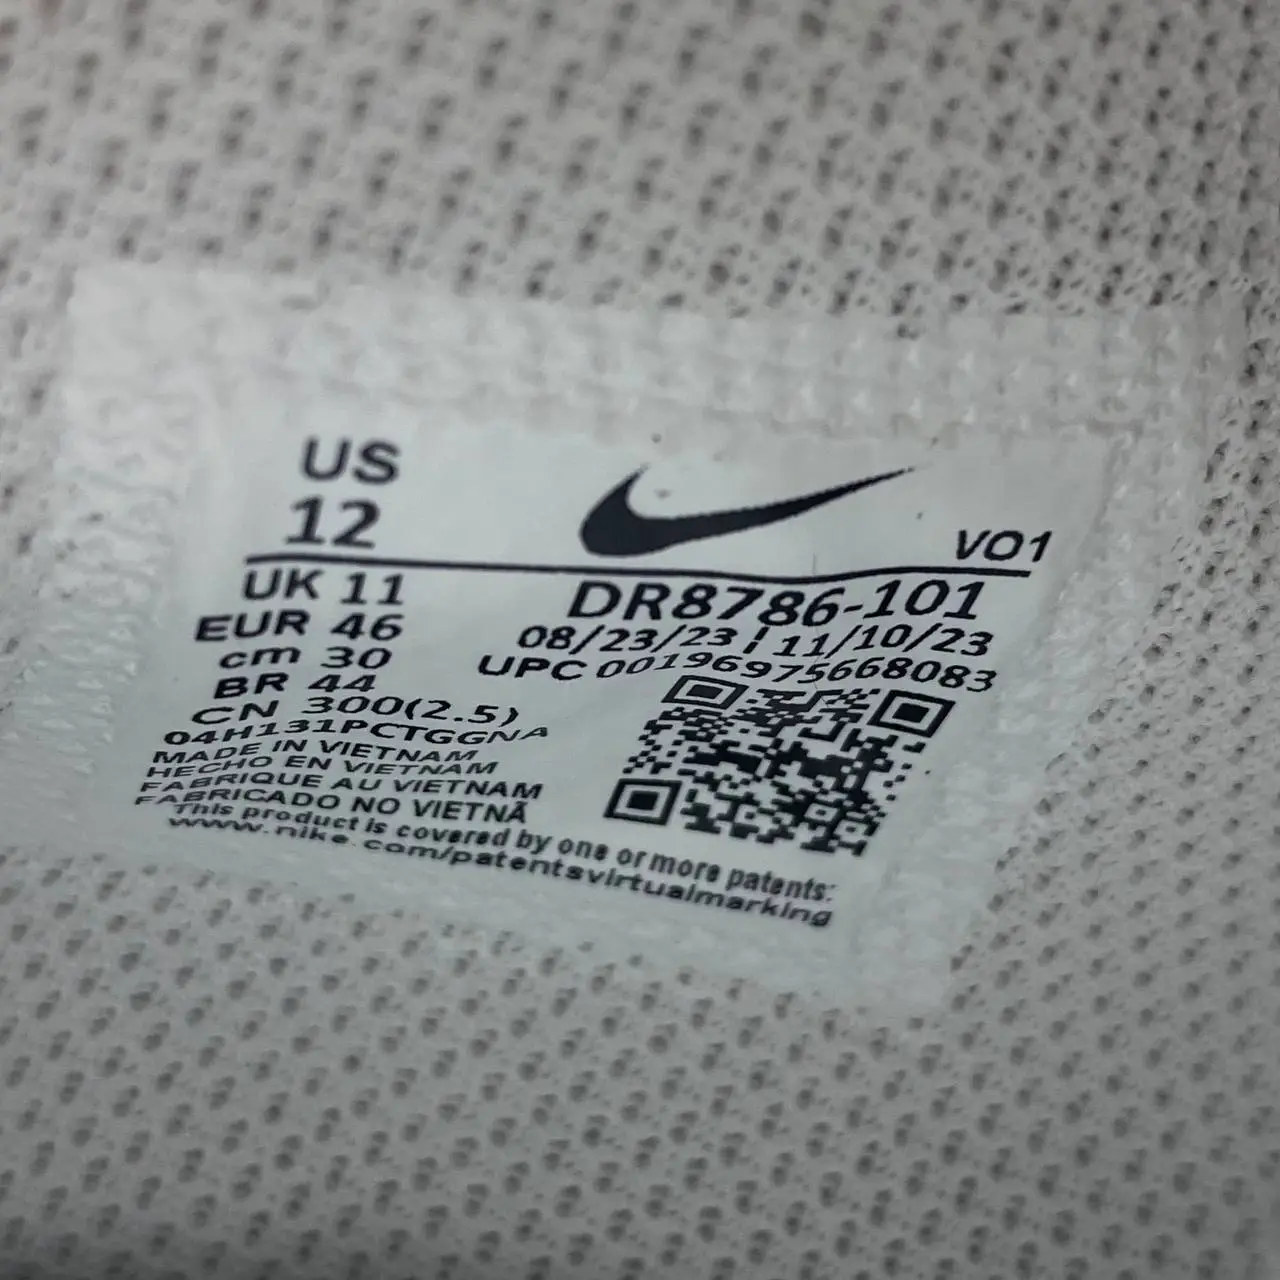 US
12
VO1
UK 11
EUR 46
cm 30
BR 44
CN 300(2.5)
04H131PCTGGNA
DR8786-101
08/23/23 ¦ 11/10/23
UPC 00196975668083
MADE IN VIETNAM
HECHO EN VIETNAM
FABRIQUE AU VIETNAM
FABRICADO NO VIETNÃ
This product is covered by one or more patents:
www.nike.com/patentsvirtualmarking